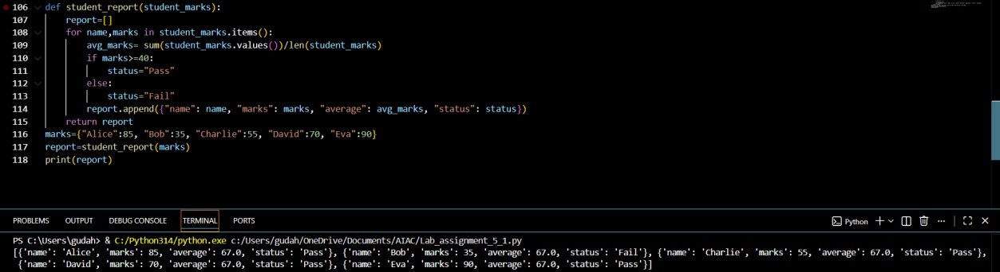 106 def student_report(student_marks):
107     report=[]
108     for name,marks in student_marks.items():
109         avg_marks= sum(student_marks.values())/len(student_marks)
110         if marks>=40:
111             status="Pass"
112         else:
113             status="Fail"
114         report.append({"name": name, "marks": marks, "average": avg_marks, "status": status})
115     return report
116 marks={"Alice":85, "Bob":35, "Charlie":55, "David":70, "Eva":90}
117 report=student_report(marks)
118 print(report)
PROBLEMS OUTPUT DEBUG CONSOLE TERMINAL PORTS Python
PS C:\Users\gudah> & C:/Python314/python.exe c:/Users/gudah/OneDrive/Documents/AIAC/Lab_assignment_5_1.py
[{'name': 'Alice', 'marks': 85, 'average': 67.0, 'status': 'Pass'}, {'name': 'Bob', 'marks': 35, 'average': 67.0, 'status': 'Fail'}, {'name': 'Charlie', 'marks': 55, 'average': 67.0, 'status': 'Pass'},
{'name': 'David', 'marks': 70, 'average': 67.0, 'status': 'Pass'}, {'name': 'Eva', 'marks': 90, 'average': 67.0, 'status': 'Pass'}]